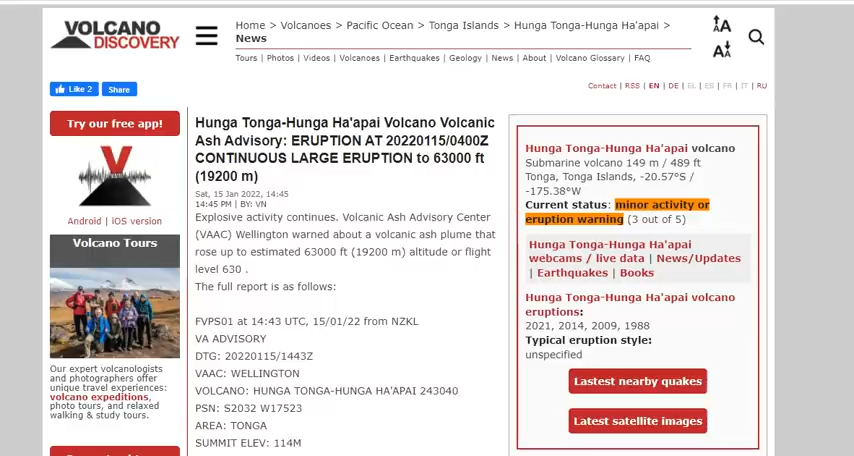 VOLCANO
DISCOVERY
Home > Volcanoes > Pacific Ocean > Tonga Islands > Hunga Tonga-Hunga Ha'apai >
News
Tours | Photos | Videos | Volcanoes | Earthquakes | Geology | News | About | Volcano Glossary | FAQ
A
A
Like 2
Share
Contact | RSS | EN | DE | EL | ES | FR | IT | RU
Try our free app!
Android | iOS version
Volcano Tours
Our expert volcanologists
and photographers offer
unique travel experiences:
volcano expeditions,
photo tours, and relaxed
walking & study tours.
Hunga Tonga-Hunga Ha'apai Volcano Volcanic
Ash Advisory: ERUPTION AT 20220115/0400Z
CONTINUOUS LARGE ERUPTION to 63000 ft
(19200 m)
Sat, 15 Jan 2022, 14:45
14:45 PM | BY: VN
Explosive activity continues. Volcanic Ash Advisory Center
(VAAC) Wellington warned about a volcanic ash plume that
rose up to estimated 63000 ft (19200 m) altitude or flight
level 630 .
The full report is as follows:
FVPS01 at 14:43 UTC, 15/01/22 from NZKL
VA ADVISORY
DTG: 20220115/1443Z
VAAC: WELLINGTON
VOLCANO: HUNGA TONGA-HUNGA HA'APAI 243040
PSN: S2032 W17523
AREA: TONGA
SUMMIT ELEV: 114M
Hunga Tonga-Hunga Ha'apai volcano
Submarine volcano 149 m / 489 ft
Tonga, Tonga Islands, -20.57°S /
-175.38°W
Current status: minor activity or
eruption warning (3 out of 5)
Hunga Tonga-Hunga Ha'apai
webcams / live data | News/Updates
| Earthquakes | Books
Hunga Tonga-Hunga Ha'apai volcano
eruptions:
2021, 2014, 2009, 1988
Typical eruption style:
unspecified
Lastest nearby quakes
Latest satellite images